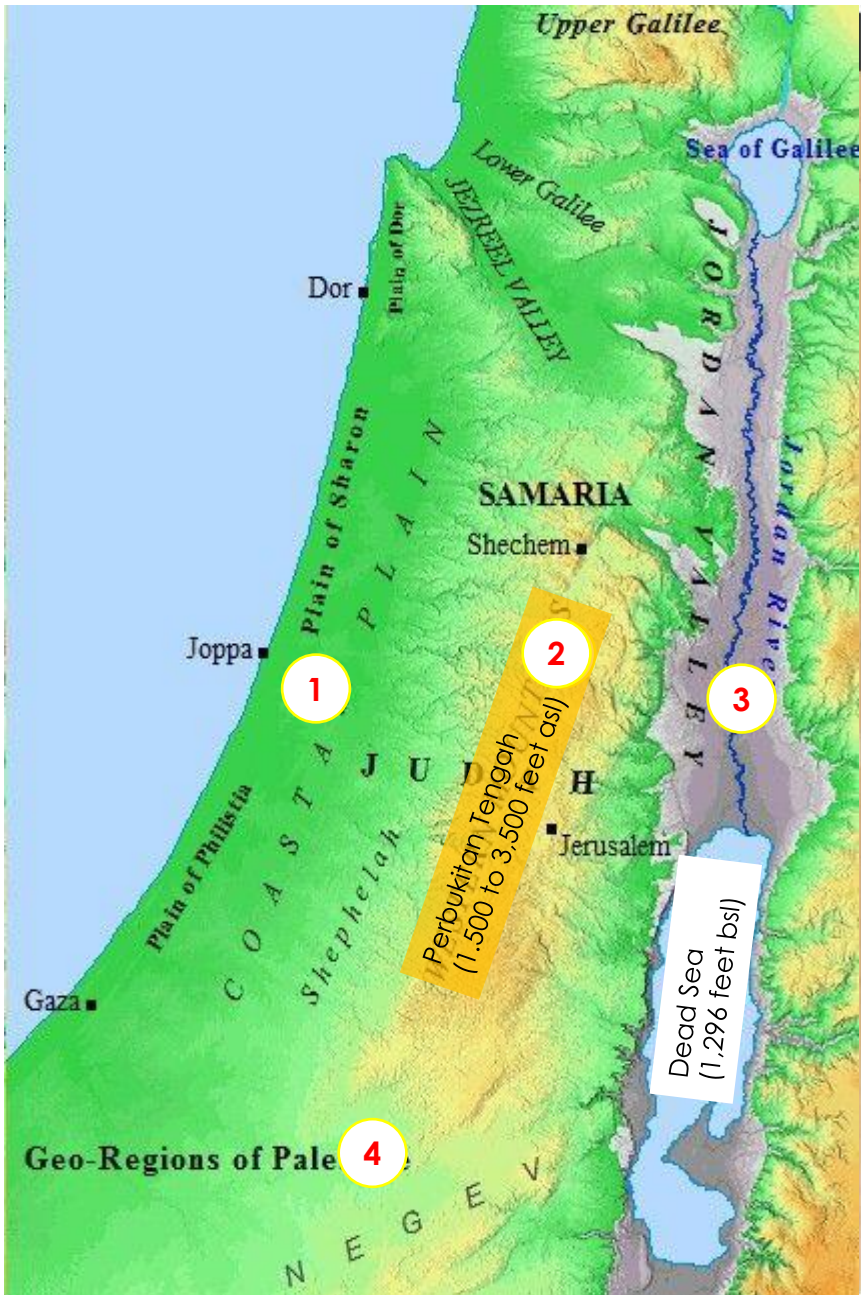 Upper Galilee
Sea of Galilee
Lower Galilee
JEZREEL VALLEY
Plain of Dor
Dor
JORDAN VALLEY
Jordan River
Plain of Sharon
COASTAL PLAIN
SAMARIA
Shechem
Joppa
1
2
3
JUD H
Perbukitan Tengah
(1.500 to 3,500 feet asl)
Jerusalem
Shephelah
Plain of Philistia
Dead Sea
(1,296 feet bsl)
Gaza
4
Geo-Regions of
NEGEV